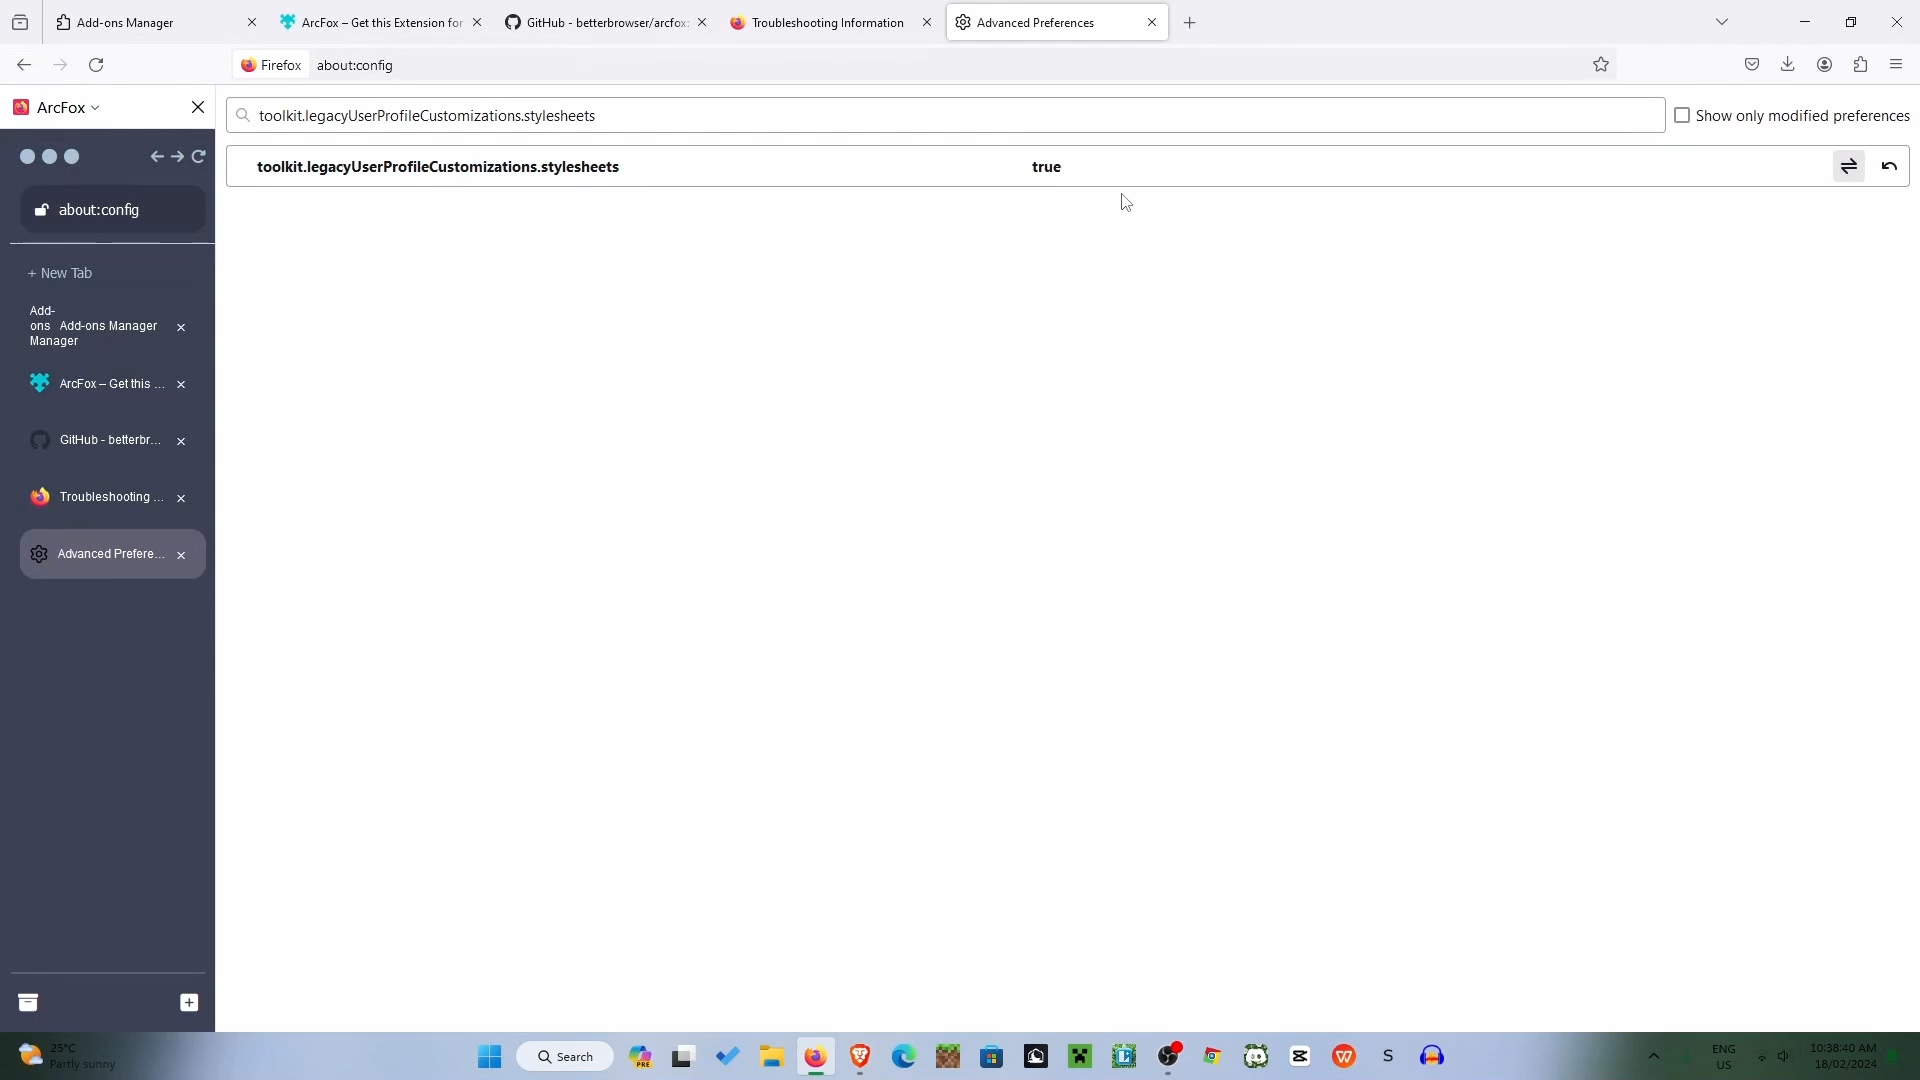 Add-ons Manager
ArcFox – Get this Extension for
GitHub - betterbrowser/arcfox:
Troubleshooting Information
Advanced Preferences
Firefox
about:config
ArcFox
toolkit.legacyUserProfileCustomizations.stylesheets
Show only modified preferences
toolkit.legacyUserProfileCustomizations.stylesheets true
about:config
+ New Tab
Add-
ons
Manager
Add-ons Manager
ArcFox – Get this ...
GitHub - betterbr...
Troubleshooting ...
Advanced Prefere...
25°C
Partly sunny
Search
PRE
ENG
US
10:38:40 AM
18/02/2024